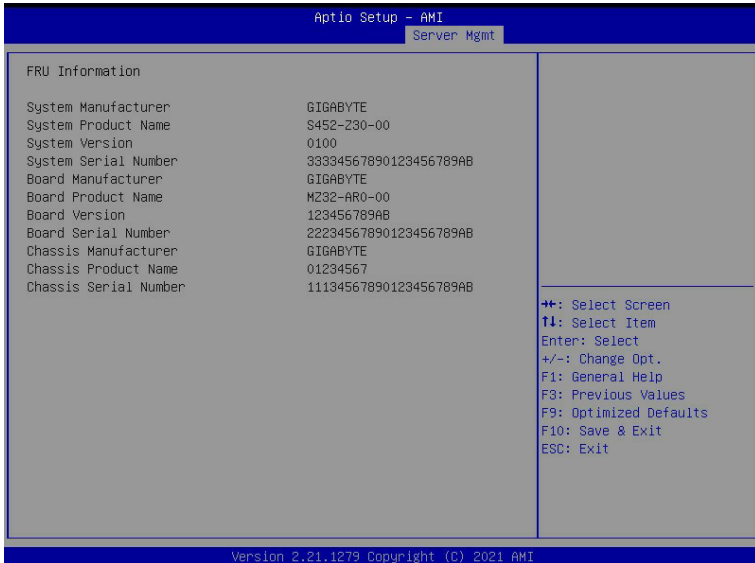 Aptio Setup - AMI
Server Mgmt
FRU Information
System Manufacturer GIGABYTE
System Product Name S452-Z30-00
System Version 0100
System Serial Number 33334567890123456789AB
Board Manufacturer GIGABYTE
Board Product Name MZ32-AR0-00
Board Version 123456789AB
Board Serial Number 22234567890123456789AB
Chassis Manufacturer GIGABYTE
Chassis Product Name 01234567
Chassis Serial Number 11134567890123456789AB
→←: Select Screen
↑↓: Select Item
Enter: Select
+/-: Change Opt.
F1: General Help
F3: Previous Values
F9: Optimized Defaults
F10: Save & Exit
ESC: Exit
Version 2.21.1279 Copyright (C) 2021 AMI